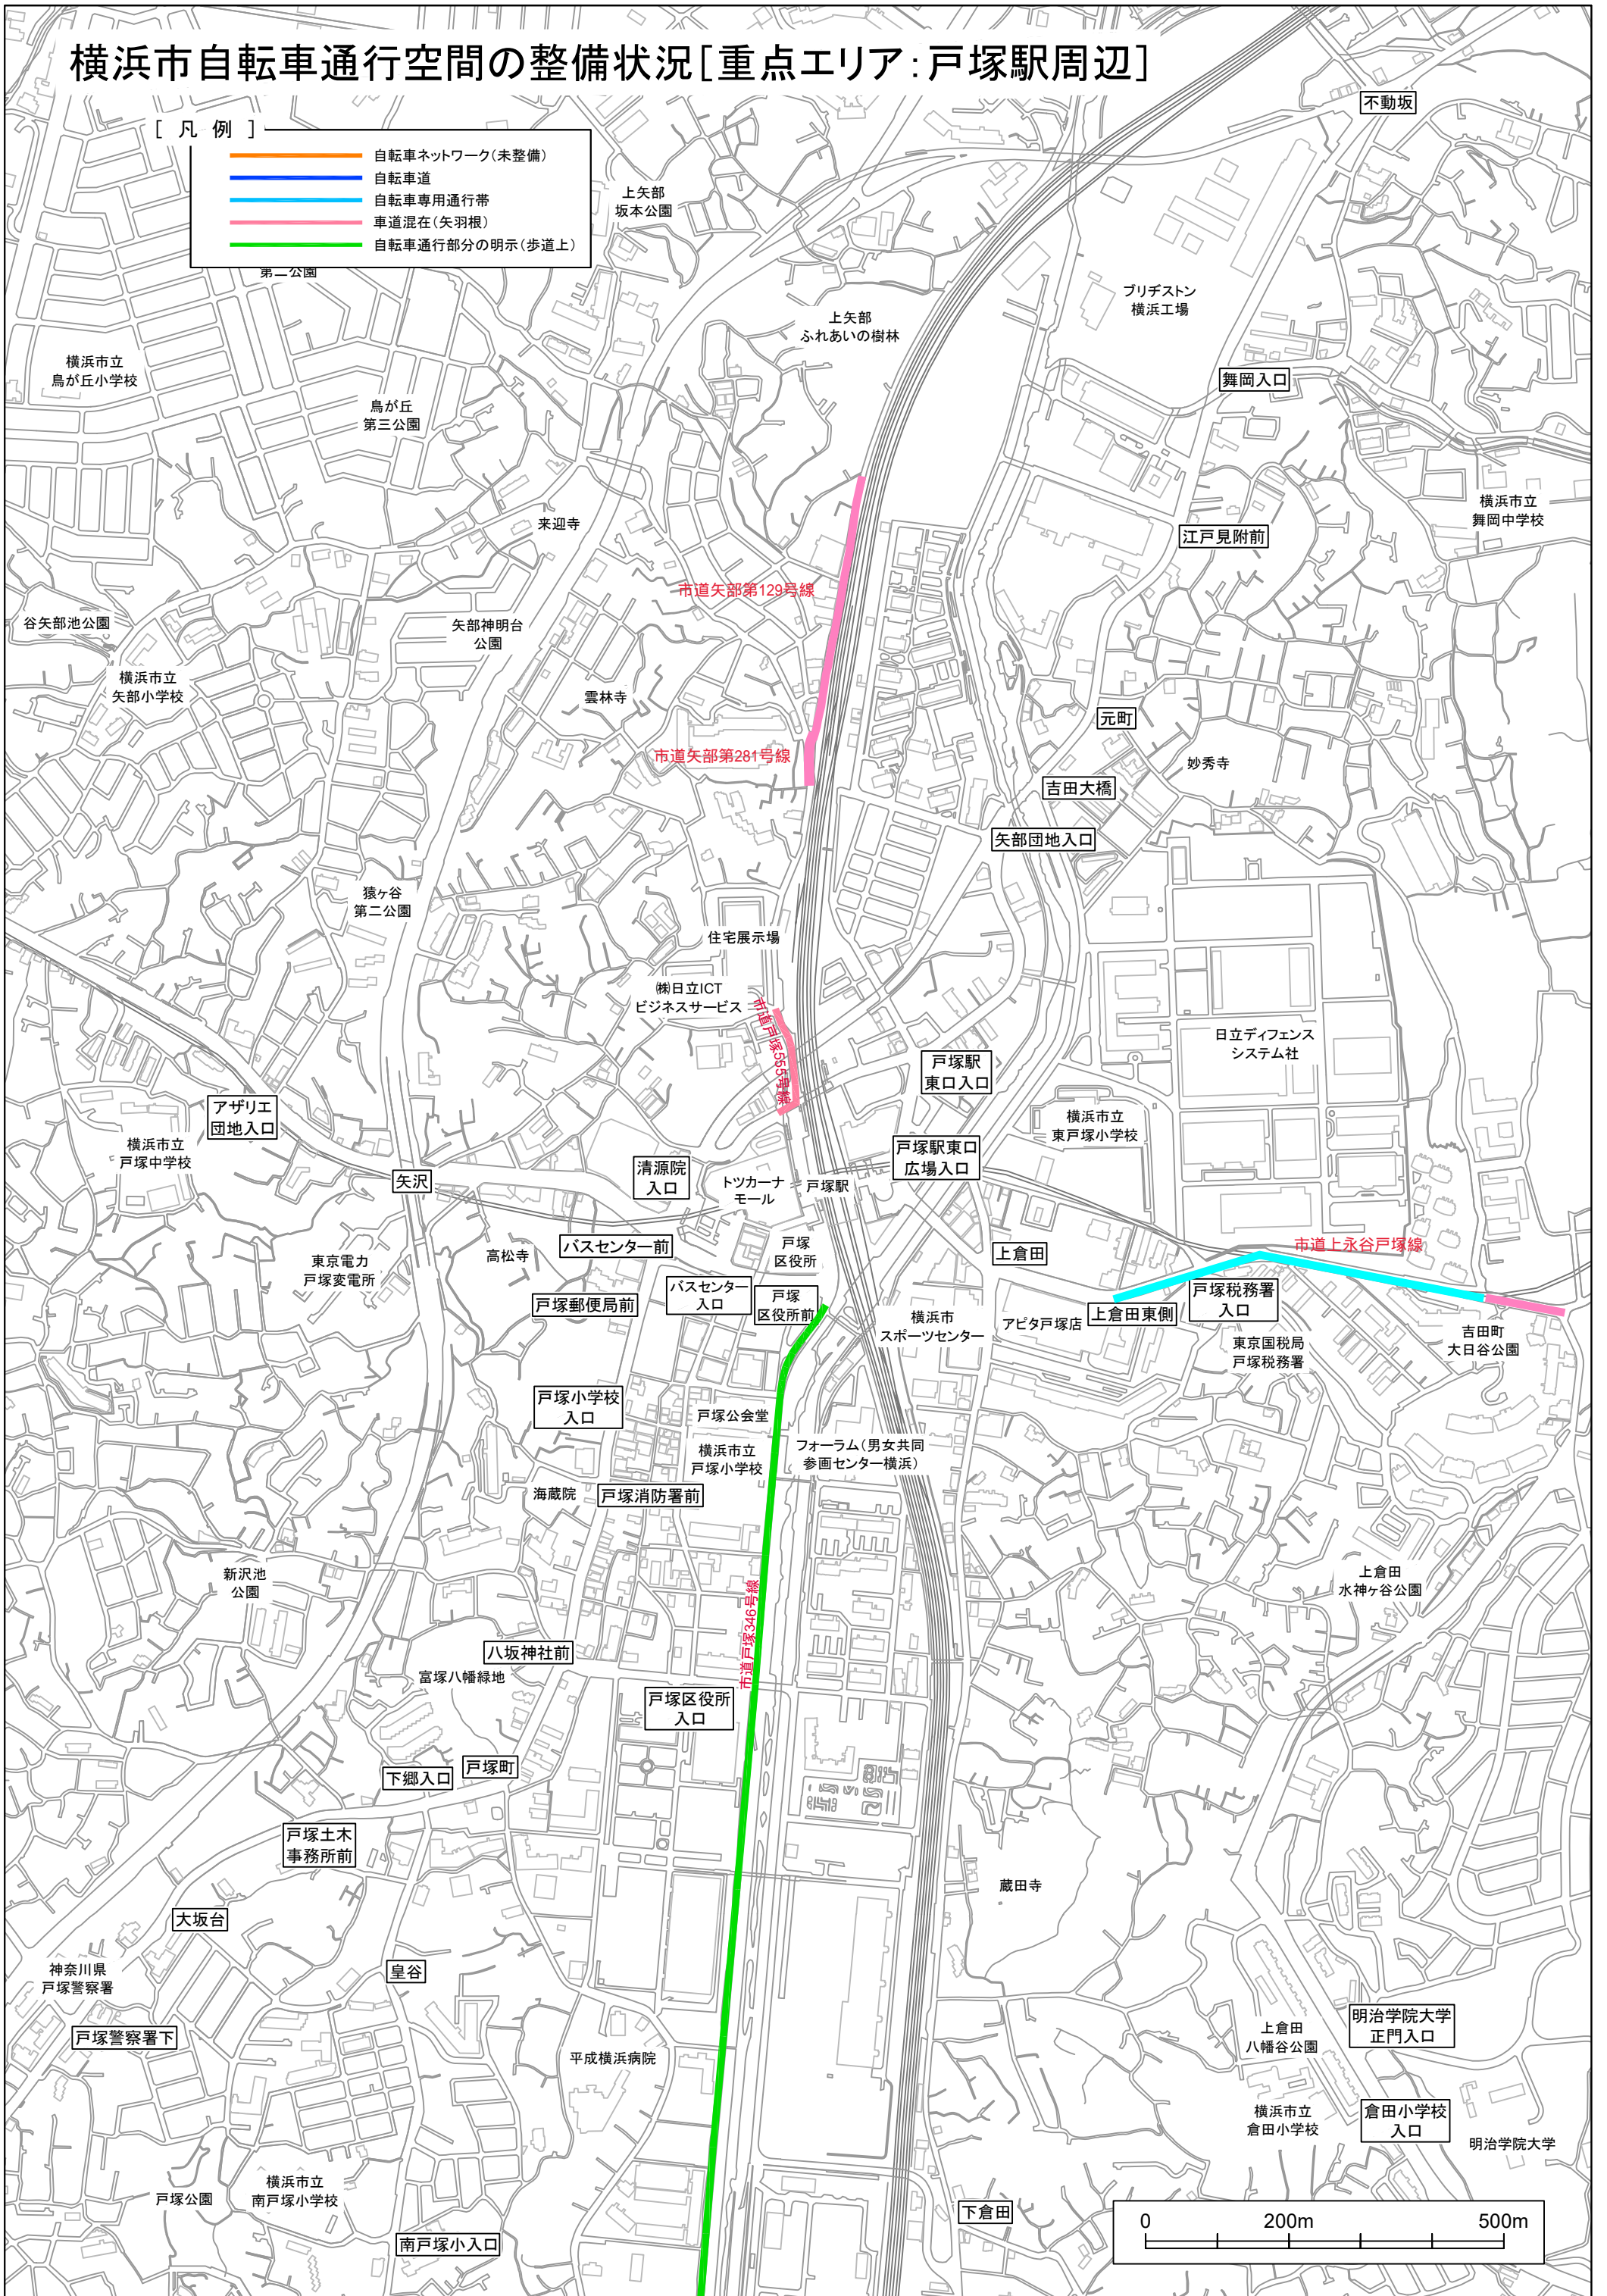 横浜市自転車通行空間の整備状況[重点エリア:戸塚駅周辺]
[ 凡 例 ]
自転車ネットワーク(未整備)
自転車道
自転車専用通行帯
車道混在(矢羽根)
自転車通行部分の明示(歩道上)
第二公園
不動坂
上矢部
坂本公園
ブリヂストン
横浜工場
上矢部
ふれあいの樹林
横浜市立
鳥が丘小学校
舞岡入口
鳥が丘
第三公園
来迎寺
横浜市立
舞岡中学校
江戸見附前
市道矢部第129号線
谷矢部池公園
矢部神明台
公園
横浜市立
矢部小学校
雲林寺
元町
市道矢部第281号線
妙秀寺
吉田大橋
矢部団地入口
猿ヶ谷
第二公園
住宅展示場
㈱日立ICT
ビジネスサービス
市道戸塚555号線
日立ディフェンス
システム社
戸塚駅
東口入口
アザリエ
団地入口
横浜市立
東戸塚小学校
横浜市立
戸塚中学校
戸塚駅東口
広場入口
清源院
入口
矢沢
トツカーナ
モール
戸塚駅
バスセンター前
戸塚
区役所
上倉田
市道上永谷戸塚線
高松寺
東京電力
戸塚変電所
バスセンター
入口
戸塚
区役所前
戸塚郵便局前
戸塚税務署
入口
上倉田東側
横浜市
スポーツセンター
アピタ戸塚店
東京国税局
戸塚税務署
吉田町
大日谷公園
戸塚小学校
入口
戸塚公会堂
横浜市立
戸塚小学校
フォーラム(男女共同
参画センター横浜)
海蔵院
戸塚消防署前
新沢池
公園
上倉田
水神ヶ谷公園
市道戸塚346号線
八坂神社前
富塚八幡緑地
戸塚区役所
入口
下郷入口
戸塚町
戸塚土木
事務所前
蔵田寺
大坂台
神奈川県
戸塚警察署
皇谷
戸塚警察署下
明治学院大学
正門入口
上倉田
八幡谷公園
平成横浜病院
横浜市立
倉田小学校
倉田小学校
入口
明治学院大学
戸塚公園
横浜市立
南戸塚小学校
南戸塚小入口
下倉田
0 200m 500m